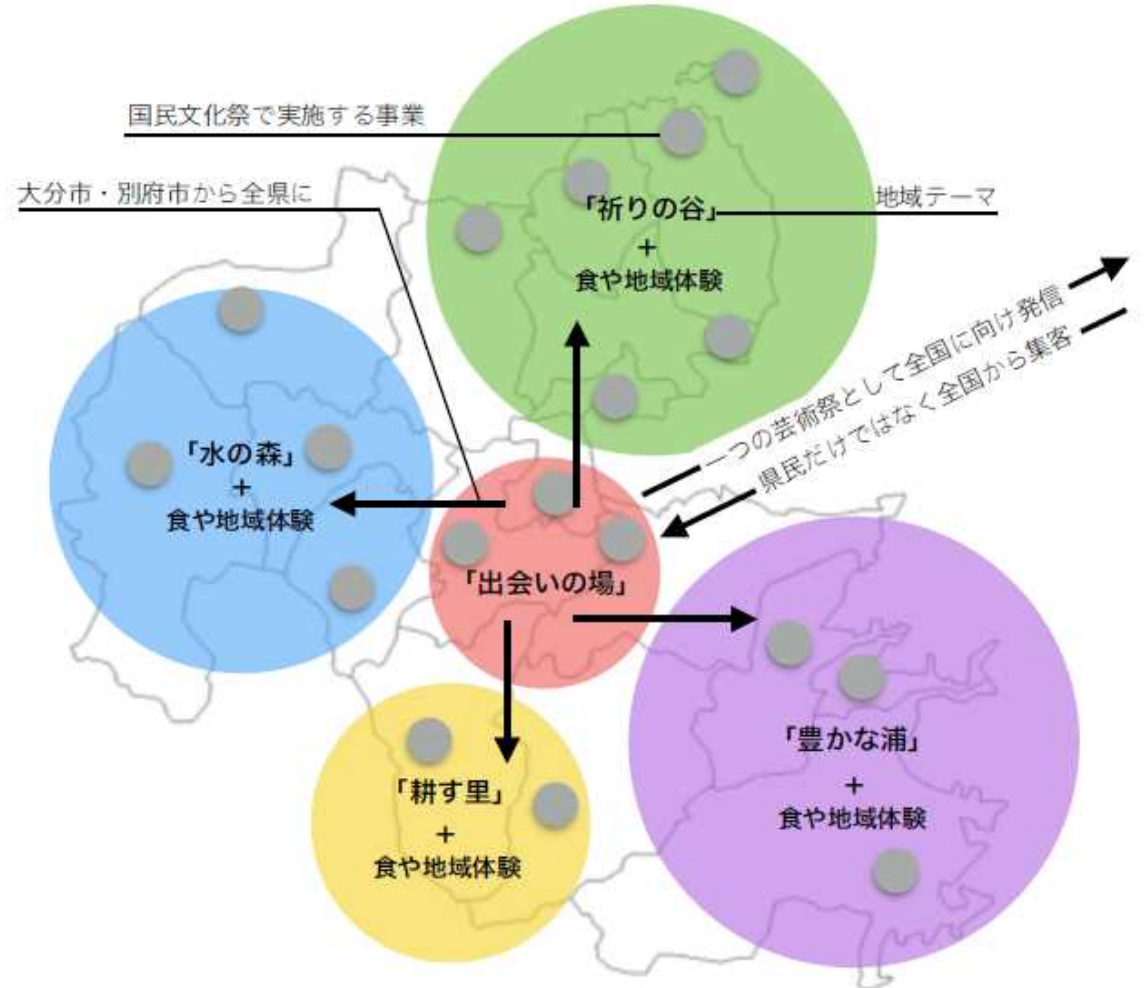 国民文化祭で実施する事業
大分市・別府市から全県に
地域テーマ
「祈りの谷」
+
食や地域体験
一つの芸術祭として全国に向け発信
県民だけではなく全国から集客
「水の森」
+
食や地域体験
「出会いの場」
「豊かな浦」
+
食や地域体験
「耕す里」
+
食や地域体験